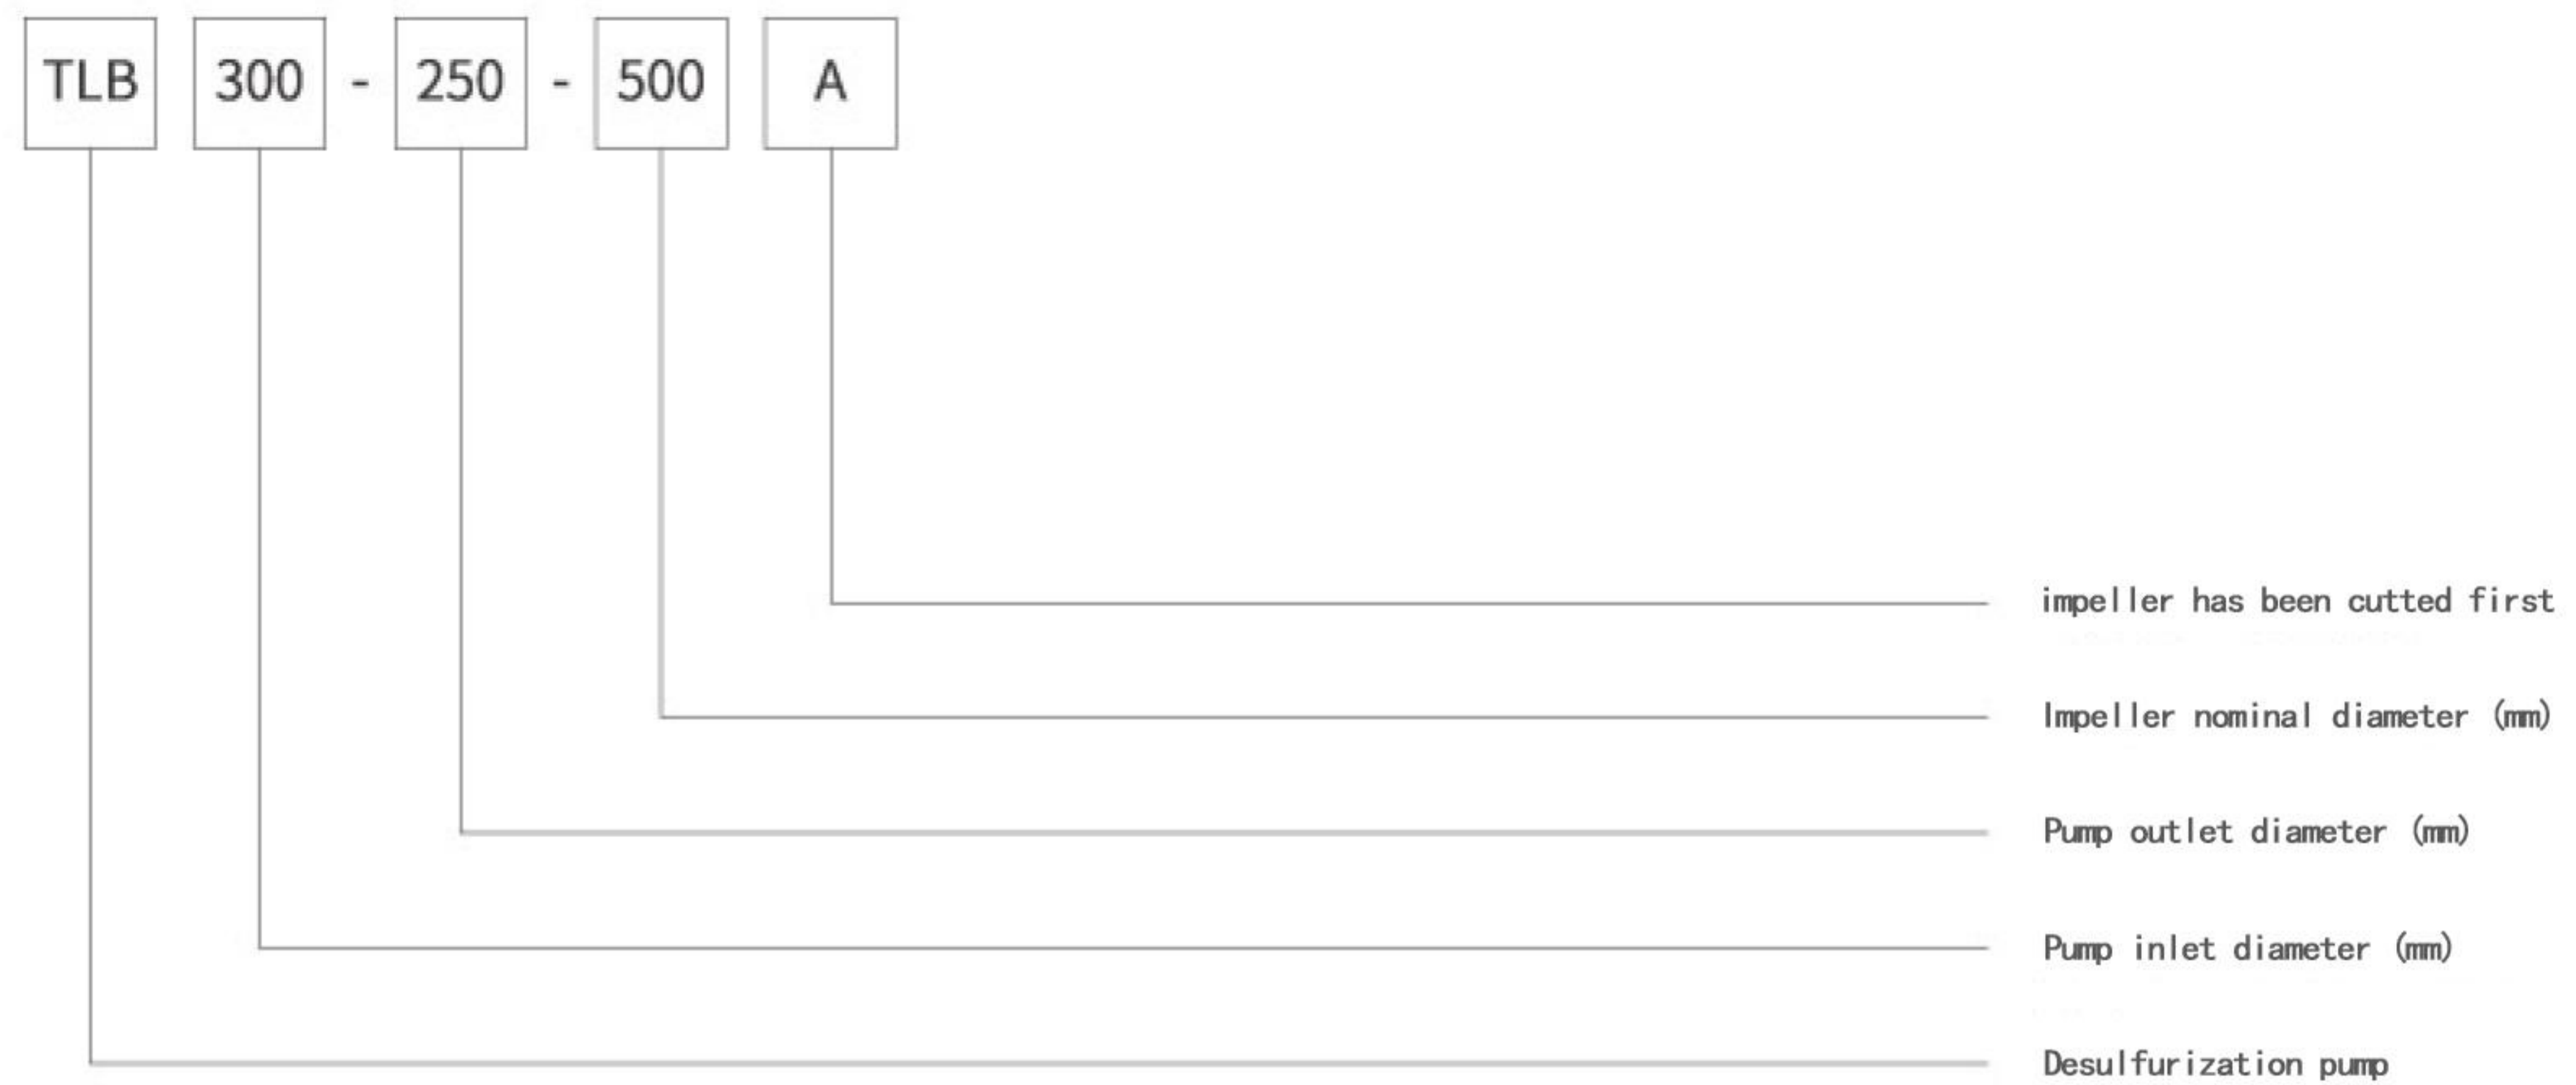 TLB 300 - 250 - 500 A
impeller has been cutted first
Impeller nominal diameter (mm)
Pump outlet diameter (mm)
Pump inlet diameter (mm)
Desulfurization pump